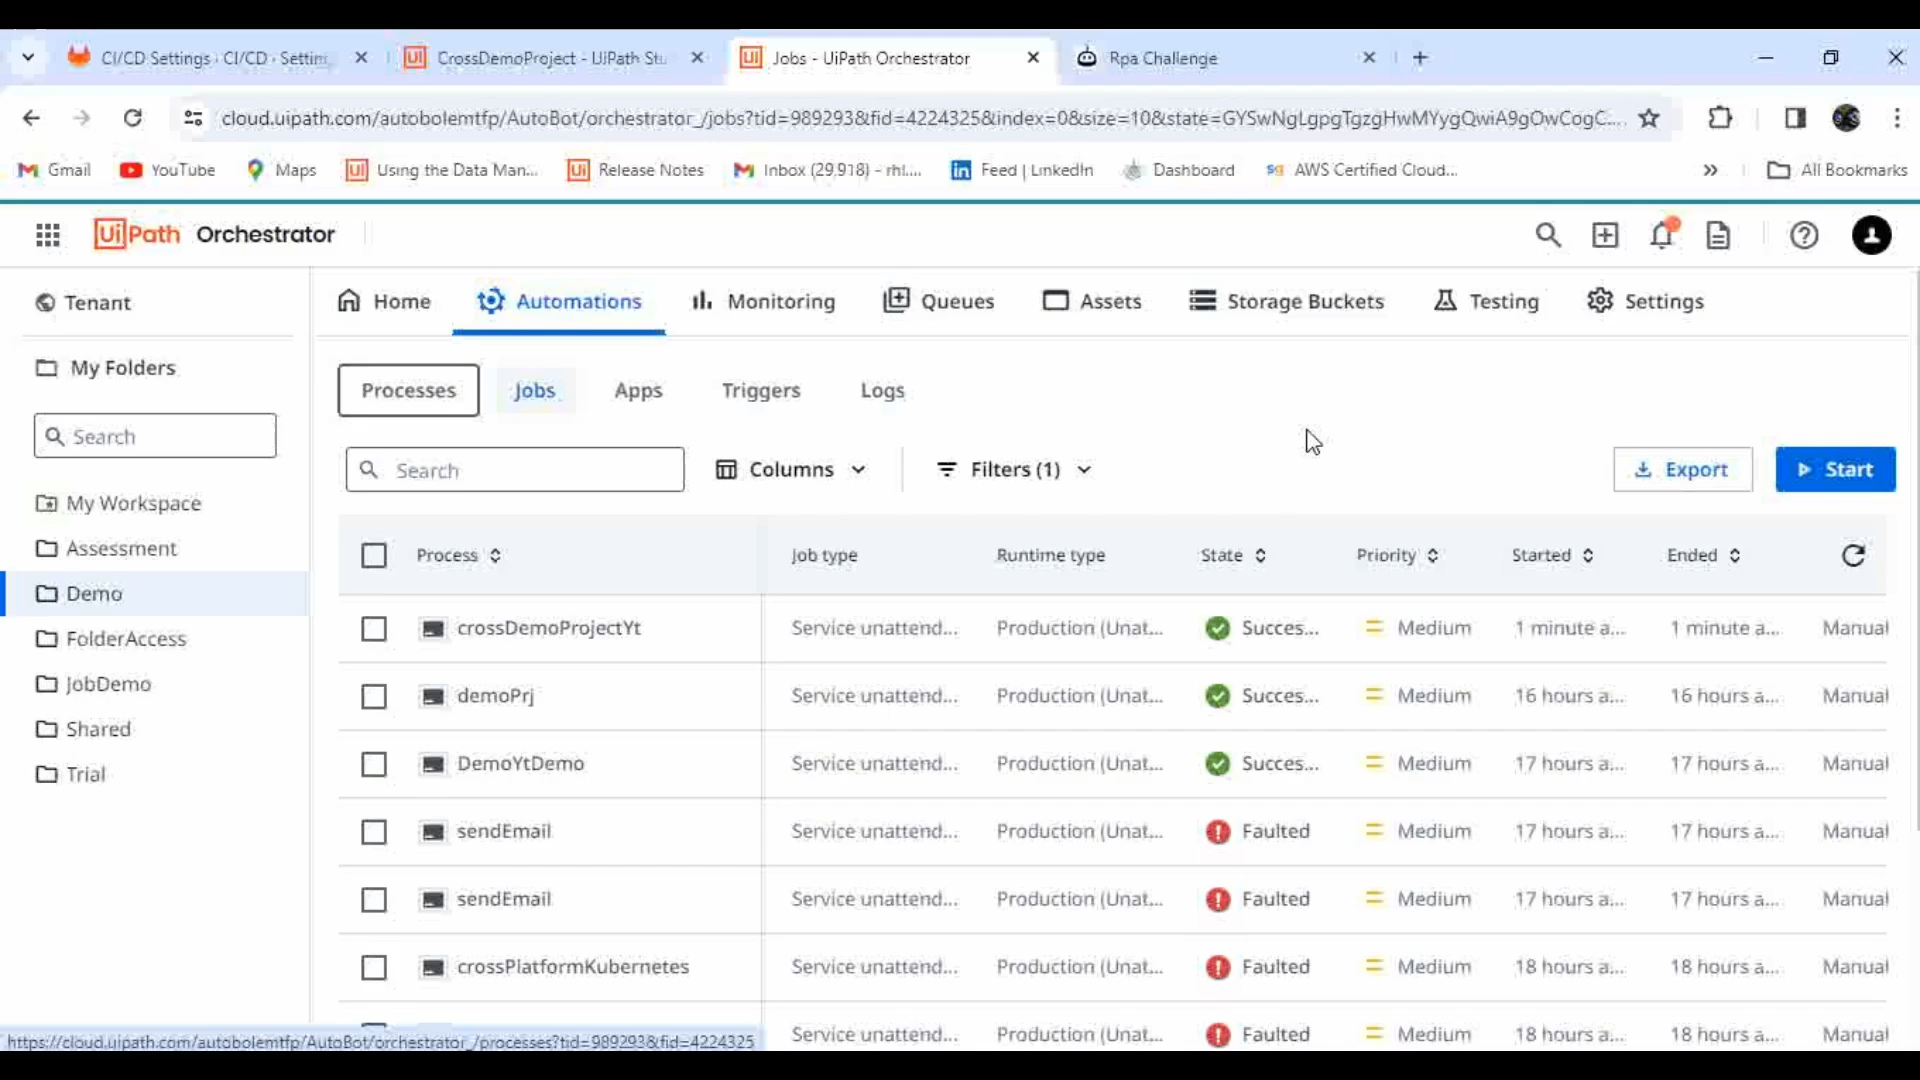 CI/CD Settings · CI/CD · Settin
CrossDemoProject - UiPath Stu
Jobs - UiPath Orchestrator
Rpa Challenge
cloud.uipath.com/autobolemtfp/AutoBot/orchestrator_/jobs?tid=989293&fid=4224325&index=0&size=10&state=GYSwNgLgpgTgzgHwMYygQwiA9gOwCogC...
Gmail
YouTube
Maps
Using the Data Man...
Release Notes
Inbox (29,918) - rhl....
Feed | LinkedIn
Dashboard
AWS Certified Cloud...
All Bookmarks
UiPath Orchestrator
Tenant
My Folders
Search
My Workspace
Assessment
Demo
FolderAccess
JobDemo
Shared
Trial
Home
Automations
Monitoring
Queues
Assets
Storage Buckets
Testing
Settings
Processes
Jobs
Apps
Triggers
Logs
Search
Columns
Filters (1)
Export
Start
Process Job type Runtime type State Priority Started Ended
crossDemoProjectYt Service unattend... Production (Unat... Succes... Medium 1 minute a... 1 minute a... Manual
demoPrj Service unattend... Production (Unat... Succes... Medium 16 hours a... 16 hours a... Manual
DemoYtDemo Service unattend... Production (Unat... Succes... Medium 17 hours a... 17 hours a... Manual
sendEmail Service unattend... Production (Unat... Faulted Medium 17 hours a... 17 hours a... Manual
sendEmail Service unattend... Production (Unat... Faulted Medium 17 hours a... 17 hours a... Manual
crossPlatformKubernetes Service unattend... Production (Unat... Faulted Medium 18 hours a... 18 hours a... Manual
Service unattend... Production (Unat... Faulted Medium 18 hours a... 18 hours a... Manual
https://cloud.uipath.com/autobolemtfp/AutoBot/orchestrator_/processes?tid=989293&fid=4224325